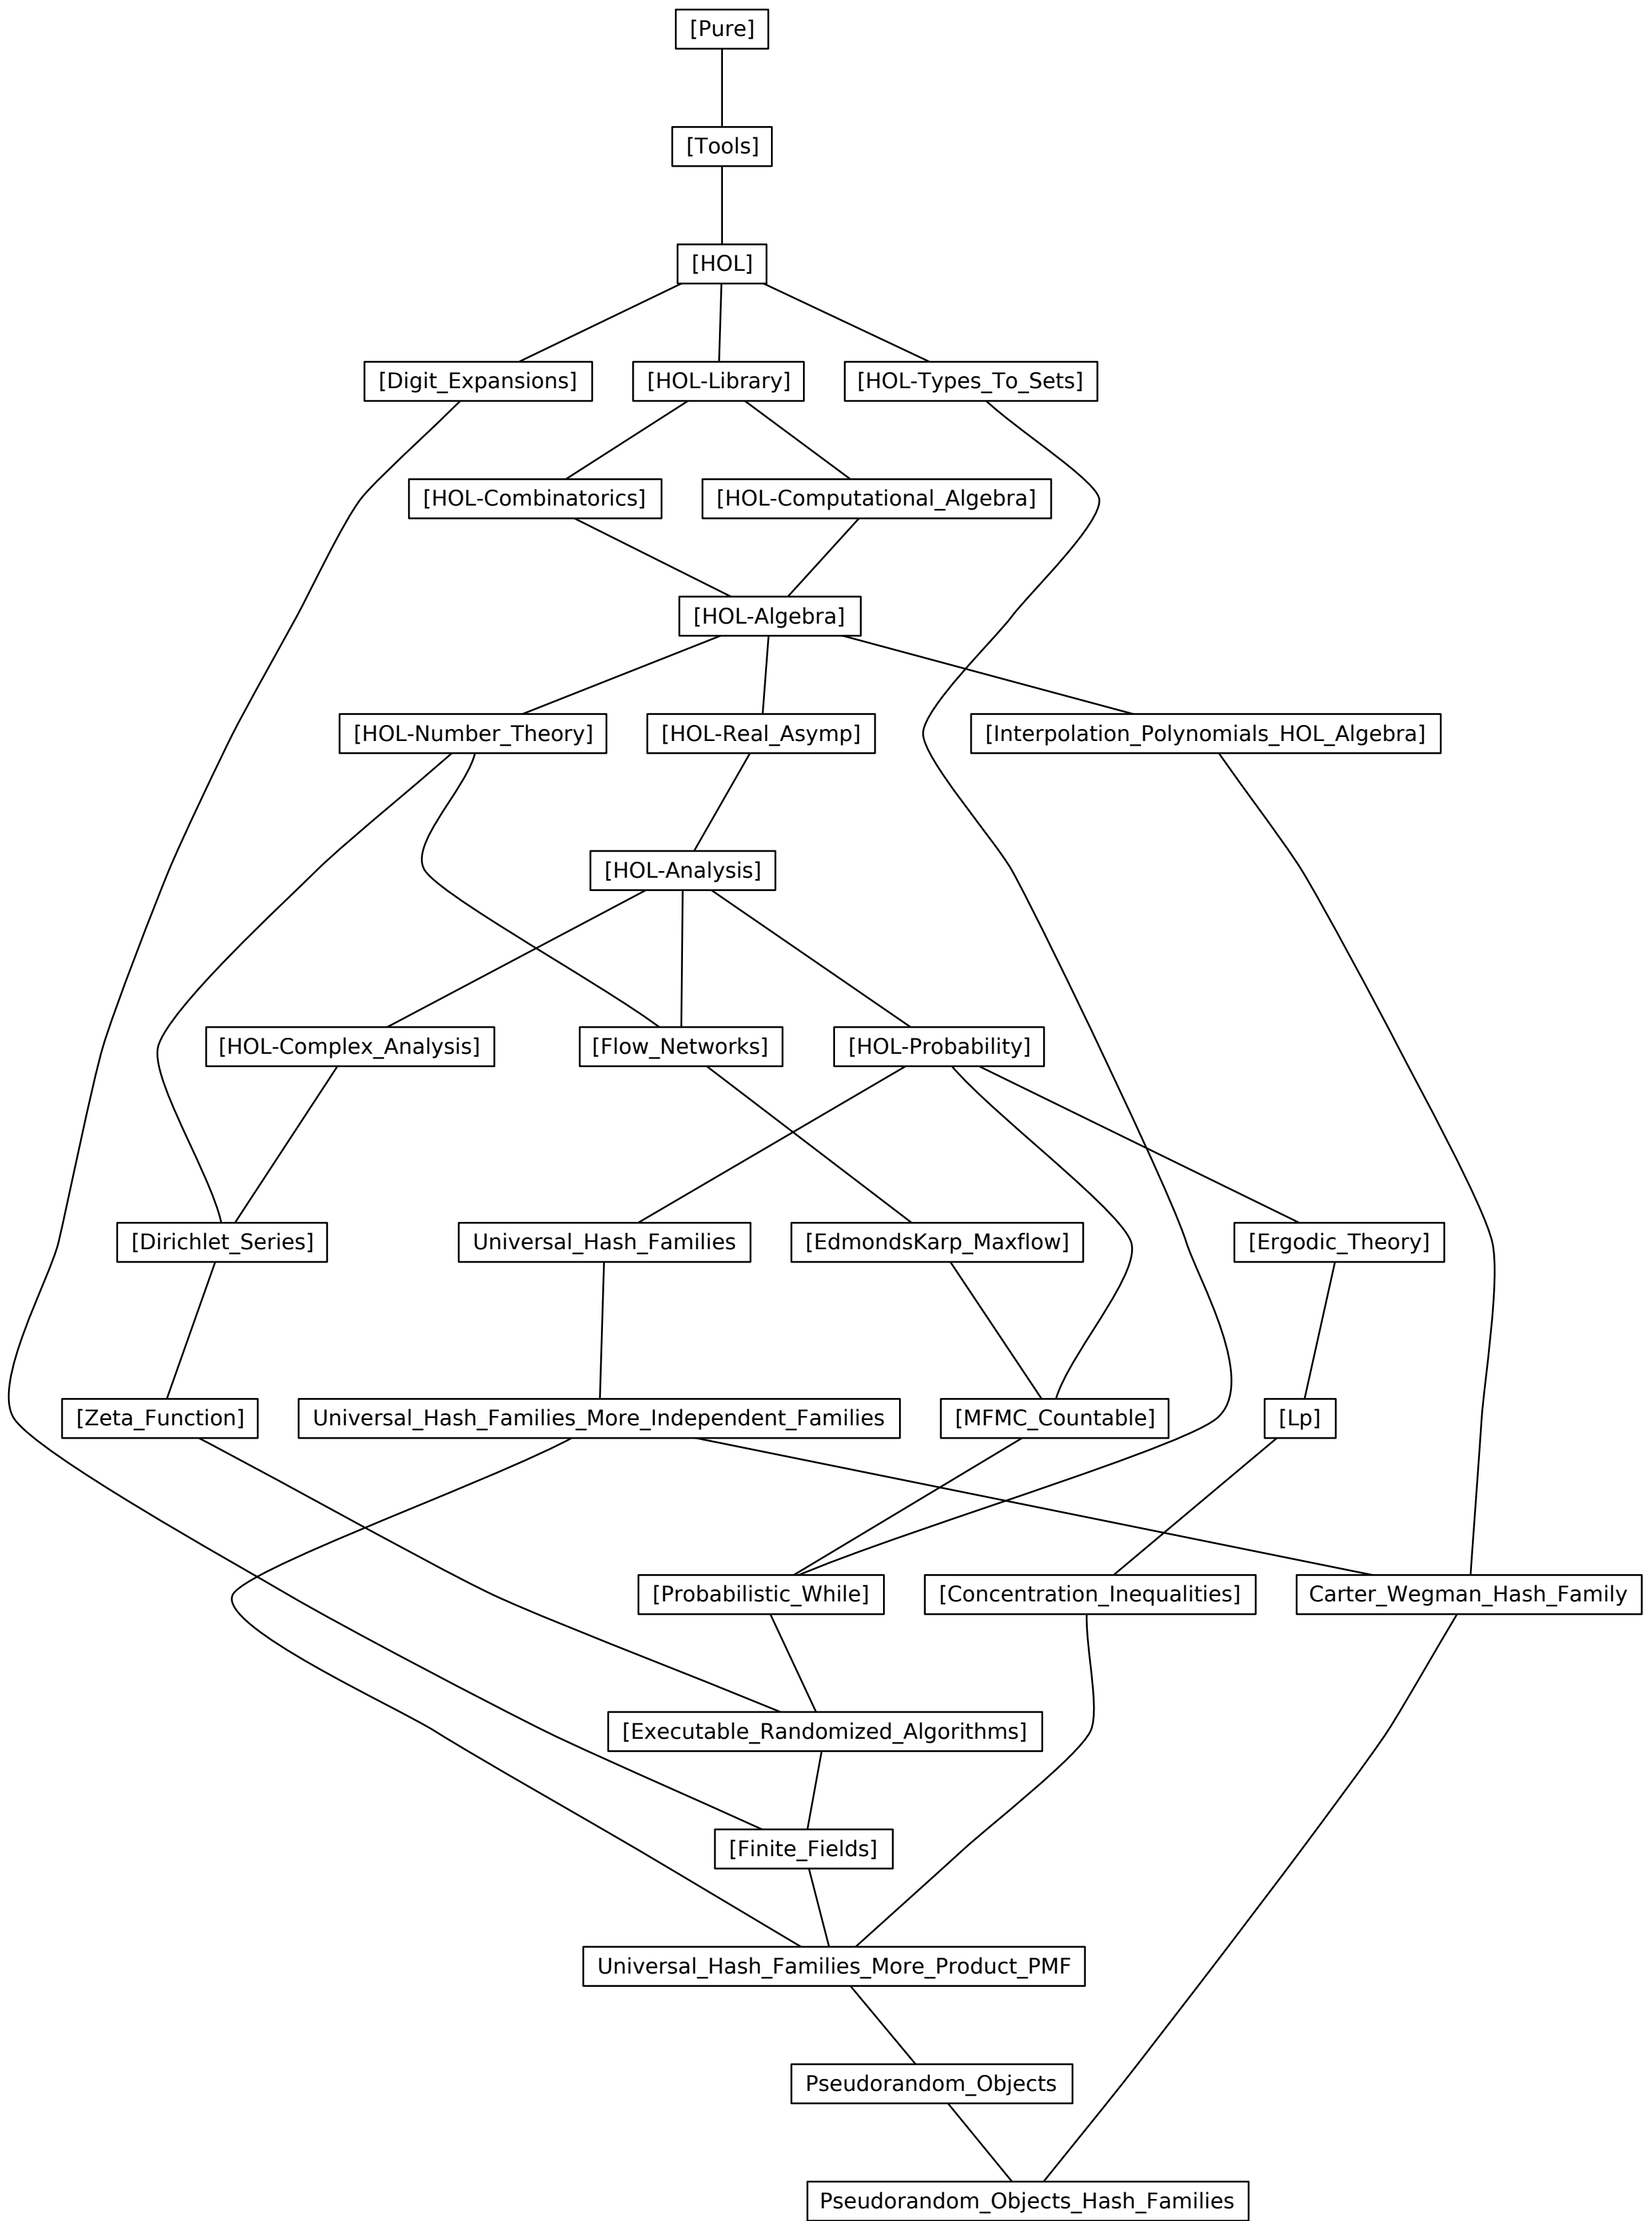 [Pure]
[Tools]
[HOL]
[Digit_Expansions]
[HOL-Library]
[HOL-Types_To_Sets]
[HOL-Combinatorics]
[HOL-Computational_Algebra]
[HOL-Algebra]
[HOL-Number_Theory]
[HOL-Real_Asymp]
[Interpolation_Polynomials_HOL_Algebra]
[HOL-Analysis]
[HOL-Complex_Analysis]
[Flow_Networks]
[HOL-Probability]
[Dirichlet_Series]
Universal_Hash_Families
[EdmondsKarp_Maxflow]
[Ergodic_Theory]
[Zeta_Function]
Universal_Hash_Families_More_Independent_Families
[MFMC_Countable]
[Lp]
[Probabilistic_While]
[Concentration_Inequalities]
Carter_Wegman_Hash_Family
[Executable_Randomized_Algorithms]
[Finite_Fields]
Universal_Hash_Families_More_Product_PMF
Pseudorandom_Objects
Pseudorandom_Objects_Hash_Families